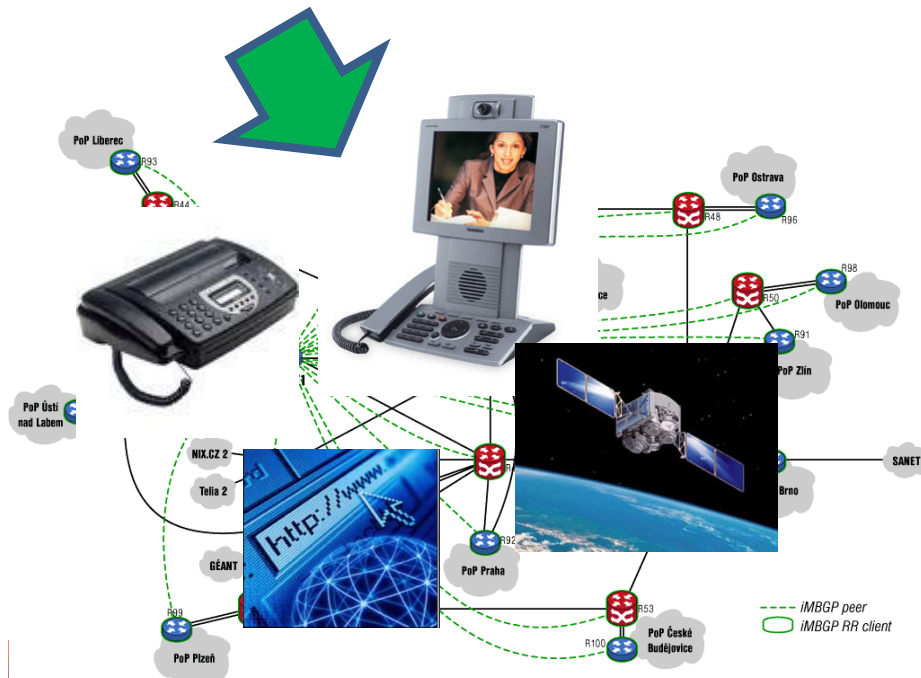 PoP Liberec
R93
R44
PoP Ostrava
R48
R96
R98
R50
PoP Olomouc
R91
PoP Zlín
PoP Ústí
nad Labem
NIX.CZ 2
Telia 2
http://www.
Brno
SANET
R92
PoP Praha
GÉANT
R99
PoP Plzeň
R53
R100
PoP České
Budějovice
iMBGP peer
iMBGP RR client